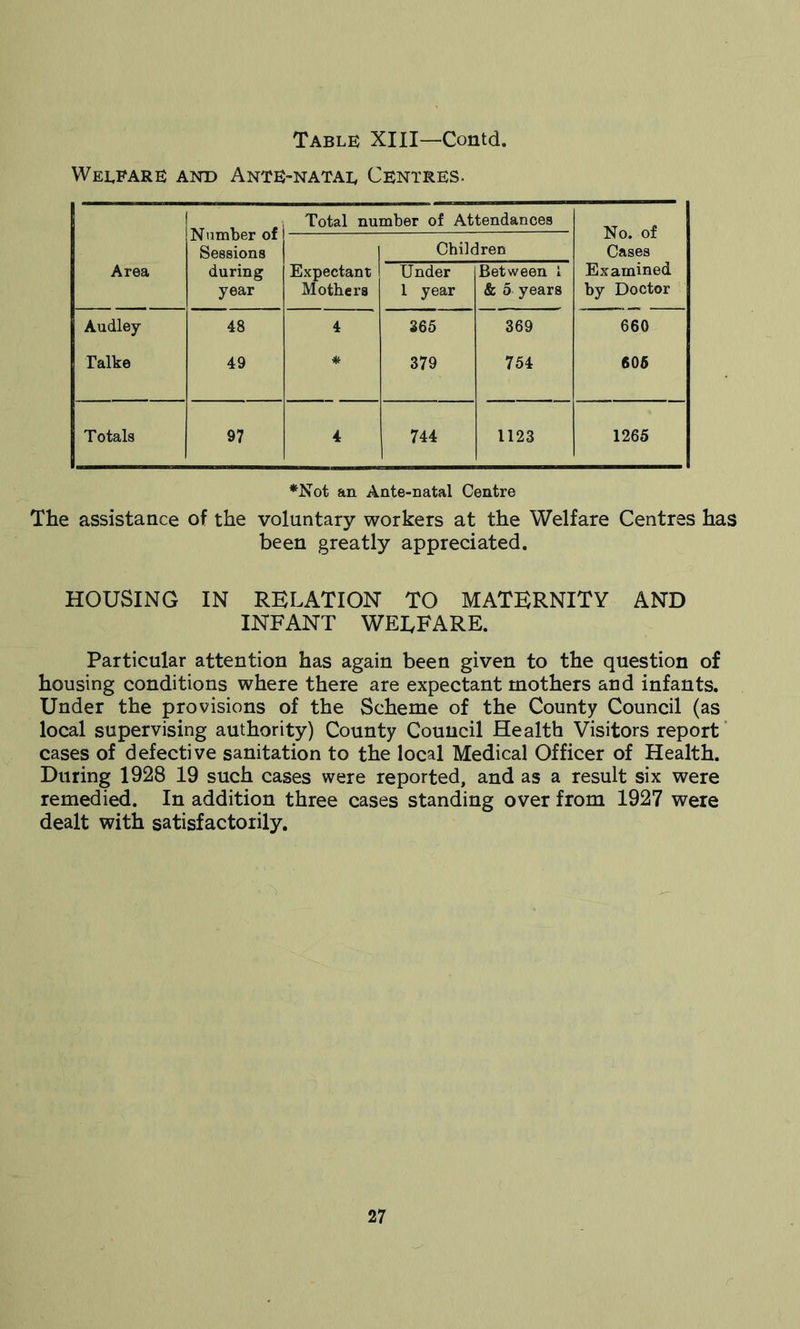 TABLE XIII—Contd.
WELFARE AND ANTE-NATAL CENTRES.
Area | Number of Sessions during year | Total number of Attendances | No. of Cases Examined by Doctor
Expectant Mothers | Children
Under 1 year | Between 1 & 5 years
Audley 48 4 365 369 660
Talke 49 * 379 754 605
Totals 97 4 744 1123 1265
*Not an Ante-natal Centre
The assistance of the voluntary workers at the Welfare Centres has
been greatly appreciated.
HOUSING IN RELATION TO MATERNITY AND
INFANT WELFARE.
Particular attention has again been given to the question of
housing conditions where there are expectant mothers and infants.
Under the provisions of the Scheme of the County Council (as
local supervising authority) County Council Health Visitors report
cases of defective sanitation to the local Medical Officer of Health.
During 1928 19 such cases were reported, and as a result six were
remedied. In addition three cases standing over from 1927 were
dealt with satisfactorily.
27